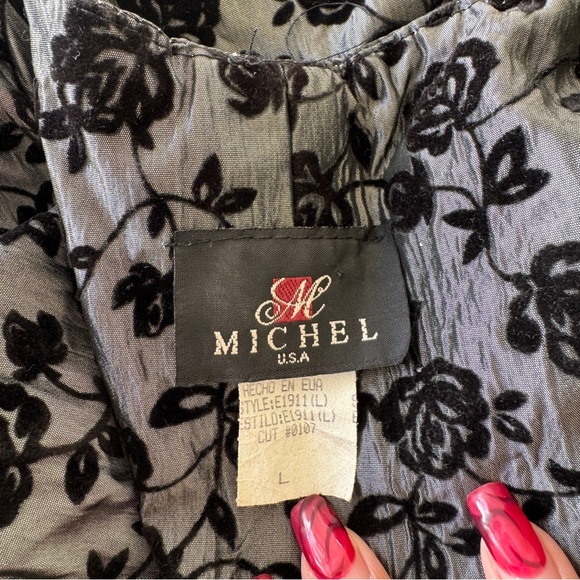 M
MICHEL
U.S.A
HECHO EN EUA
STYLE:E1911(L)
ESTILO:E1911(L)
CUT #0107
L